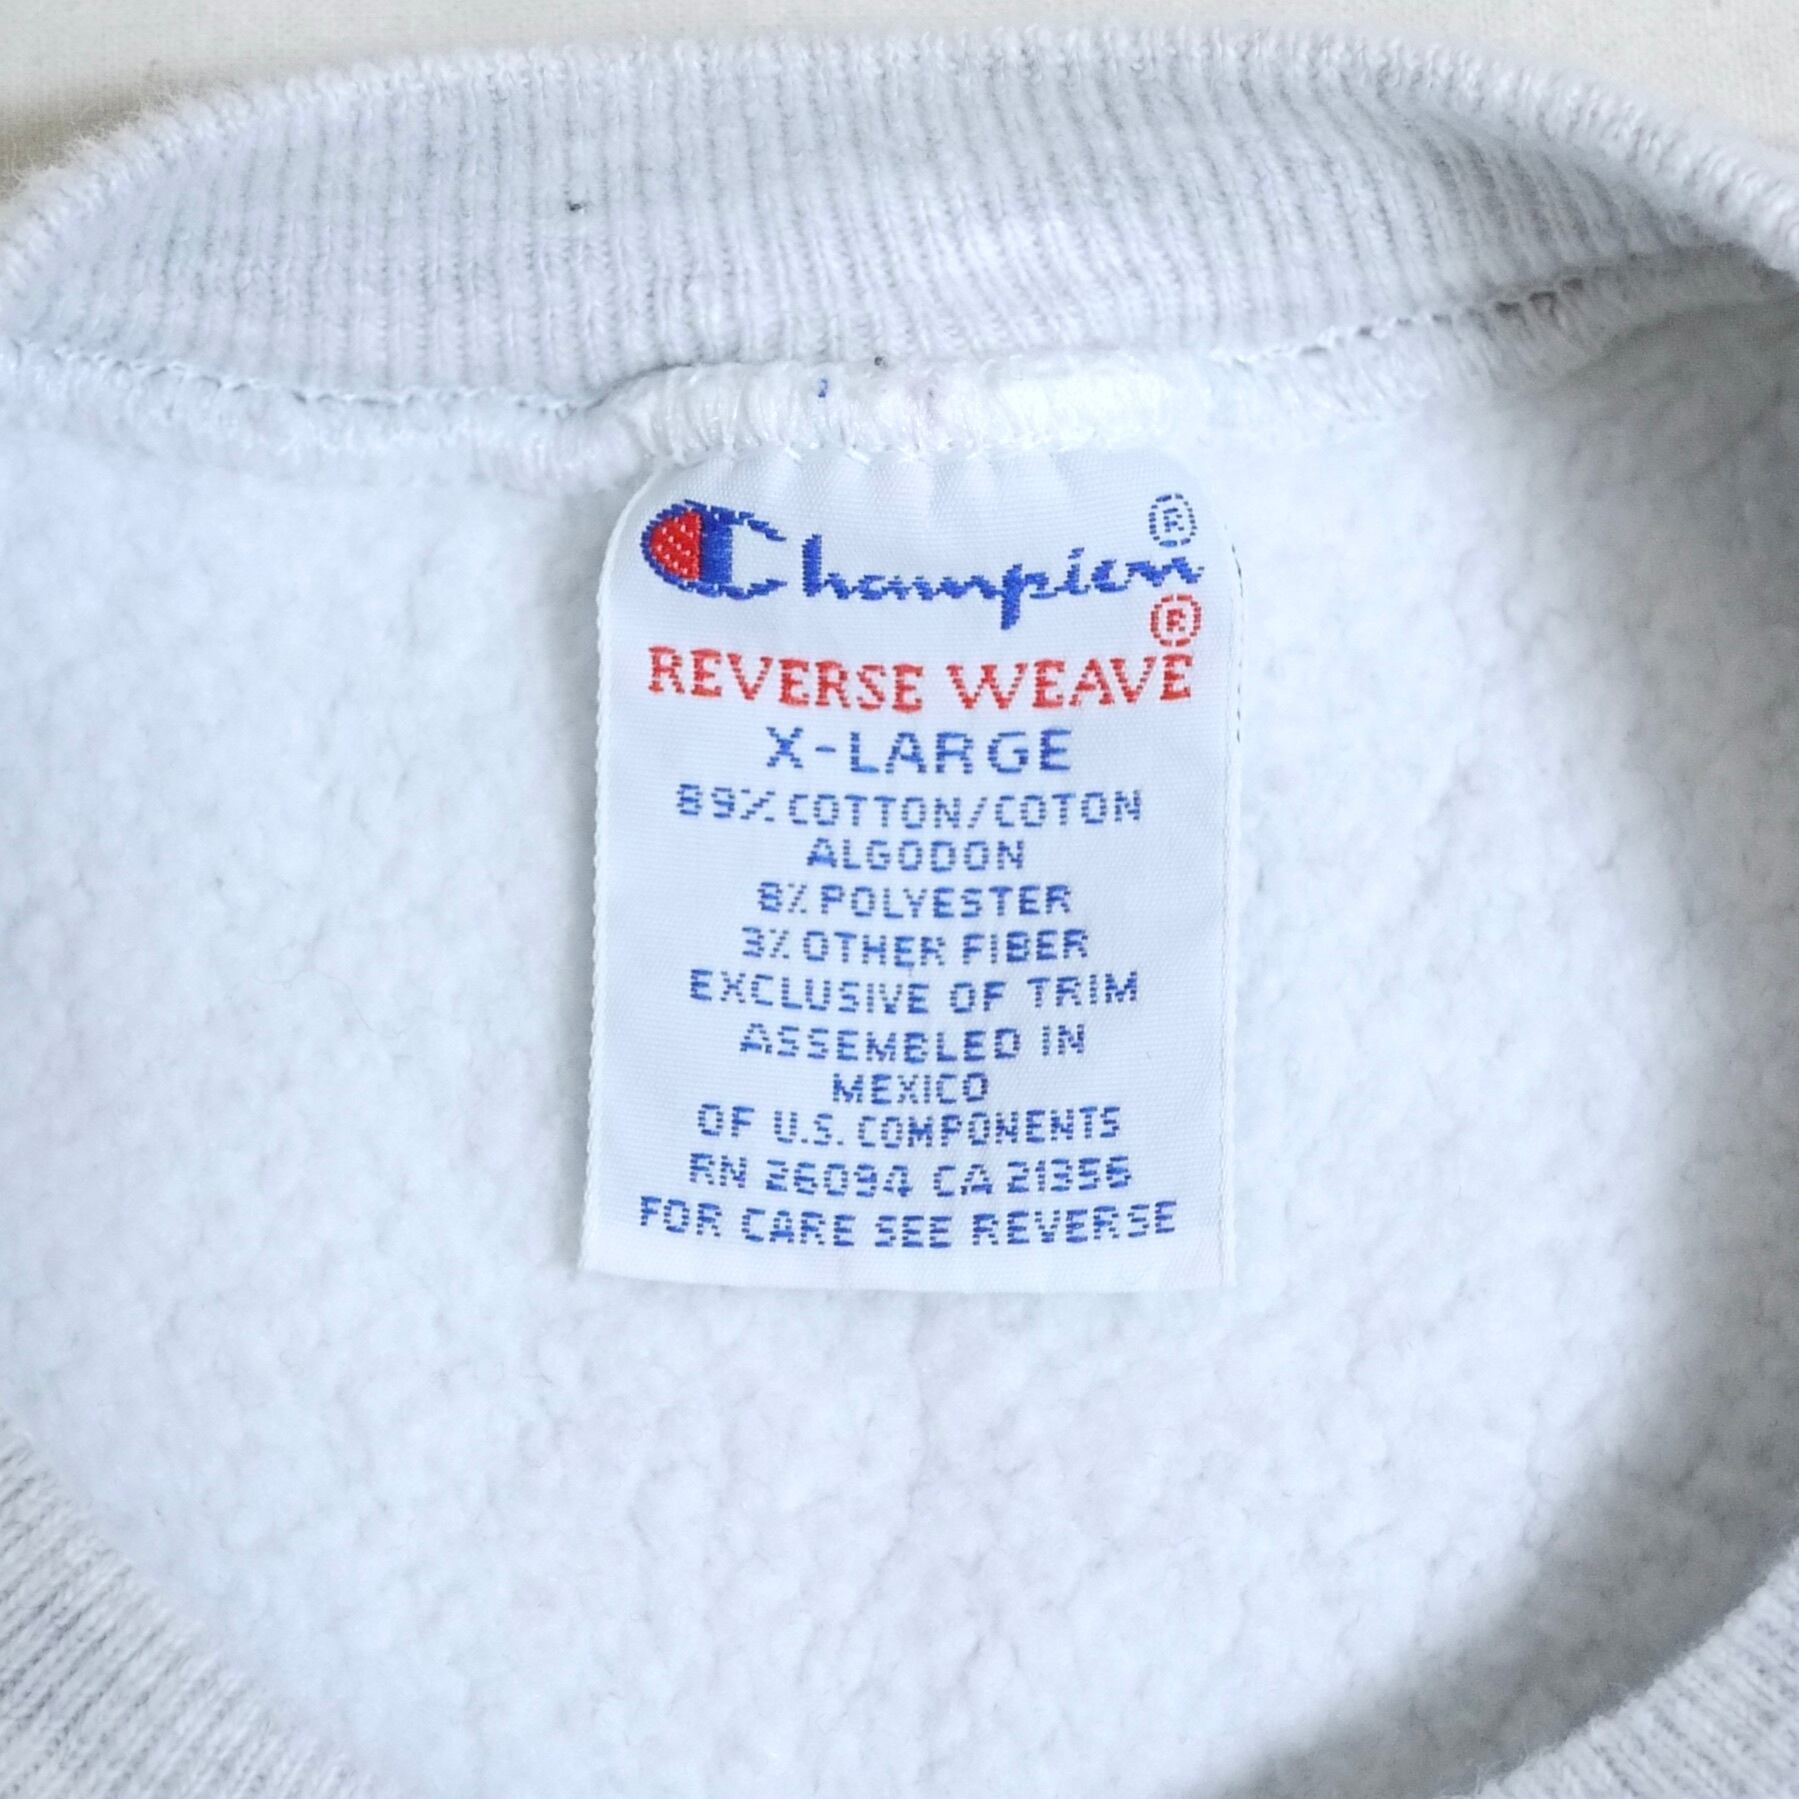 Champion®
REVERSE WEAVE®
X-LARGE
89% COTTON/COTON
ALGODON
8% POLYESTER
3% OTHER FIBER
EXCLUSIVE OF TRIM
ASSEMBLED IN
MEXICO
OF U.S. COMPONENTS
RN 26094 CA 21356
FOR CARE SEE REVERSE